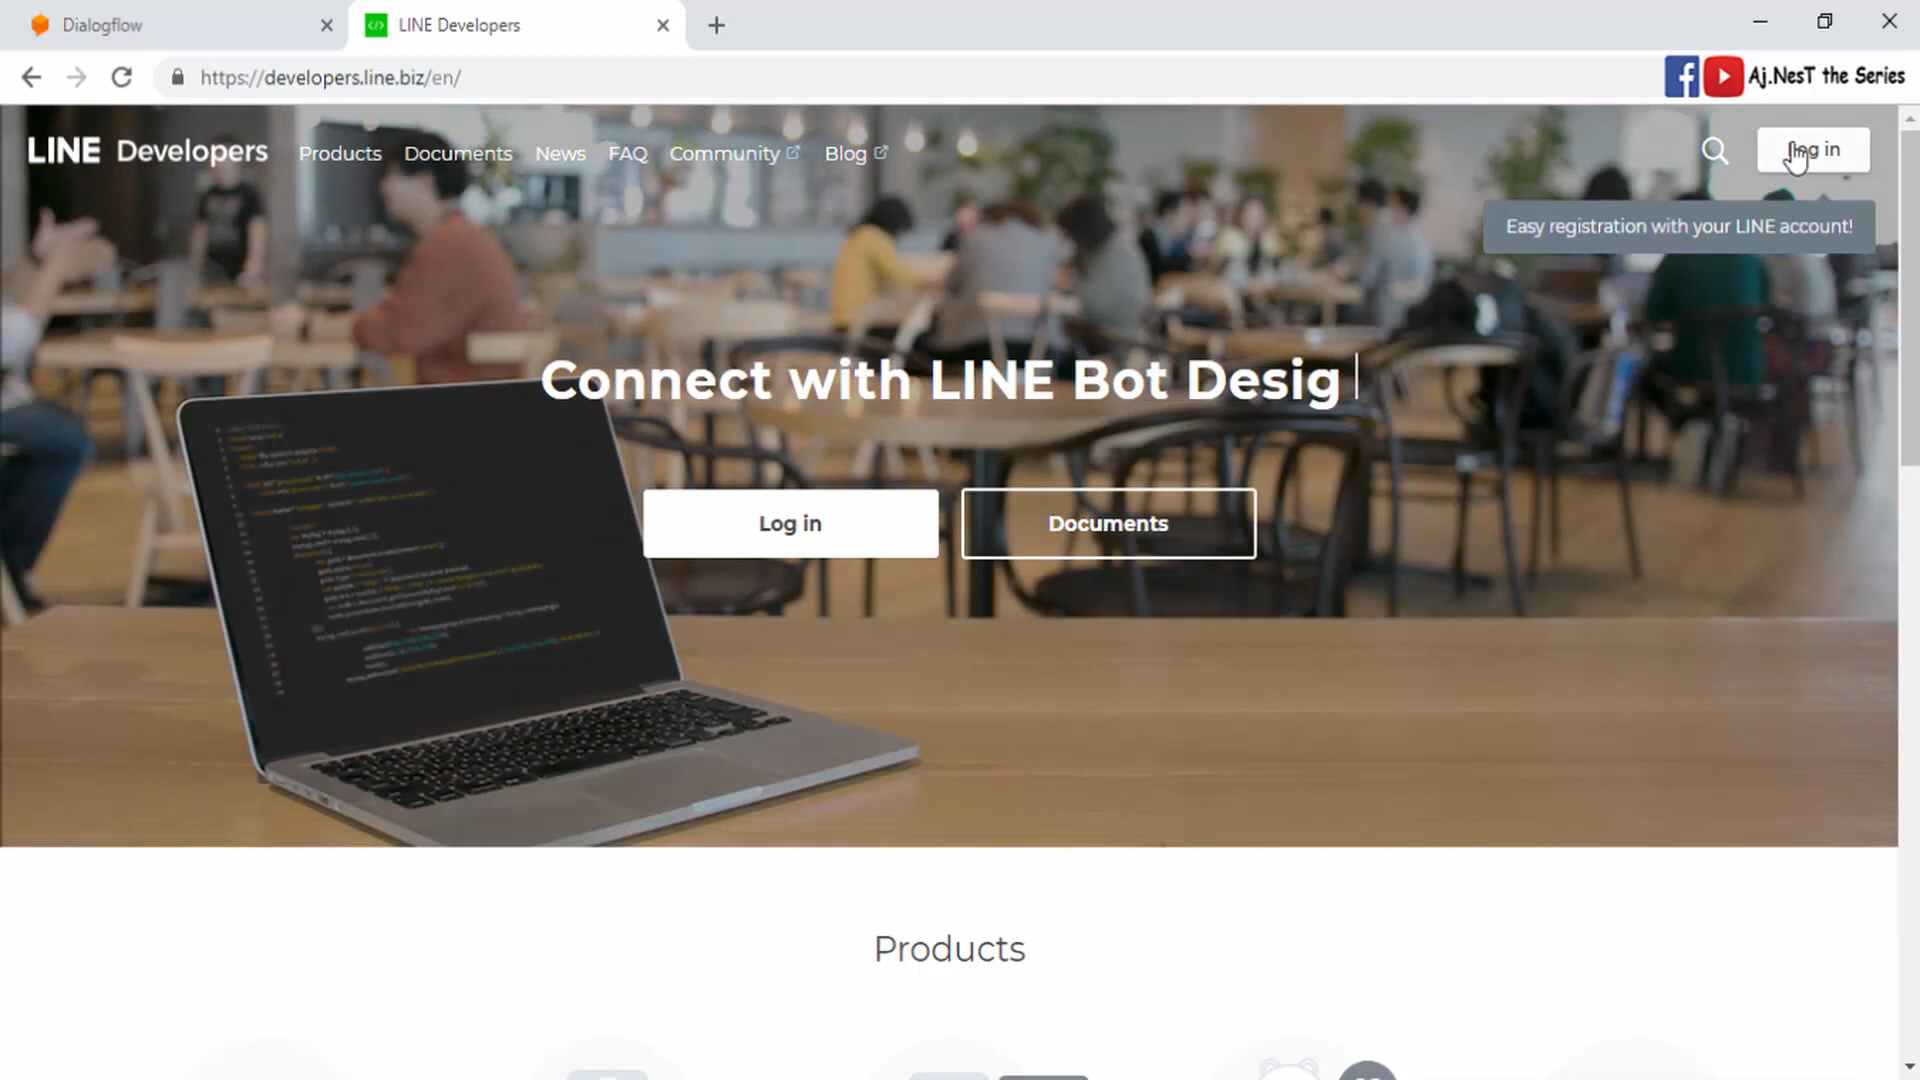 Dialogflow
LINE Developers
https://developers.line.biz/en/
Aj.NesT the Series
LINE Developers
Products
Documents
News
FAQ
Community
Blog
Log in
Easy registration with your LINE account!
Connect with LINE Bot Desig
Log in
Documents
Products